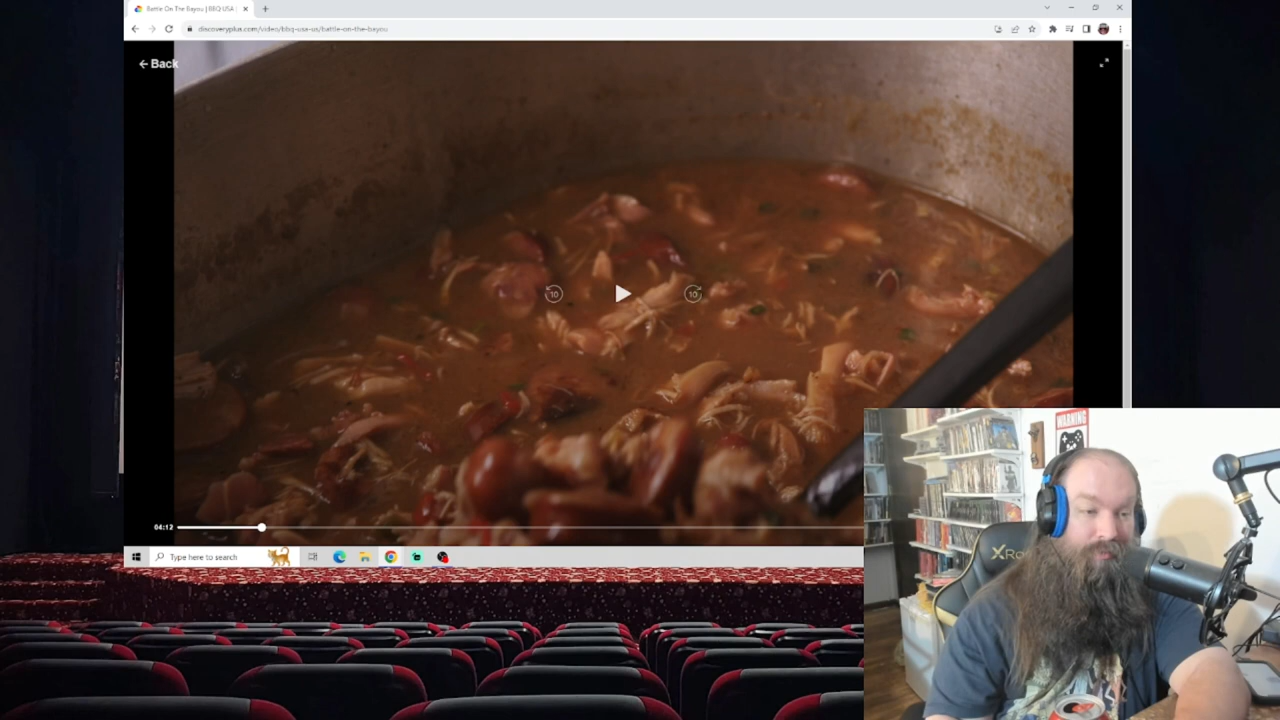 Battle On The Bayou | BBQ USA |
discoveryplus.com/video/bbq-usa-us/battle-on-the-bayou
Back
10
10
04:12
Type here to search
WARNING
XRo